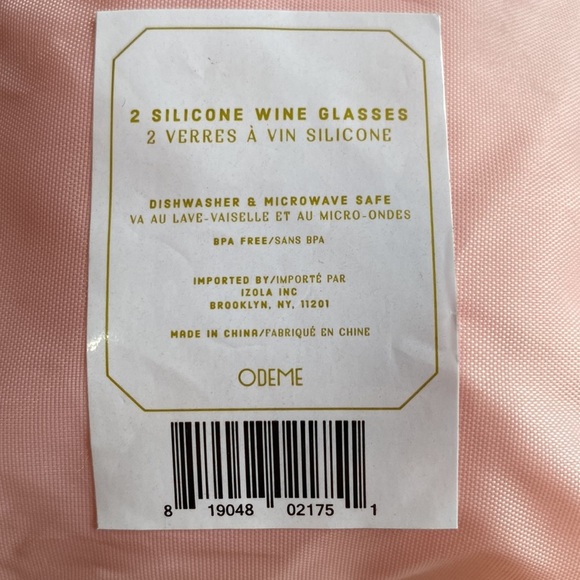 2 SILICONE WINE GLASSES
2 VERRES À VIN SILICONE
DISHWASHER & MICROWAVE SAFE
VA AU LAVE-VAISELLE ET AU MICRO-ONDES
BPA FREE/SANS BPA
IMPORTED BY/IMPORTÉ PAR
IZOLA INC
BROOKLYN, NY, 11201
MADE IN CHINA/FABRIQUÉ EN CHINE
ODEME
8 19048 02175 1